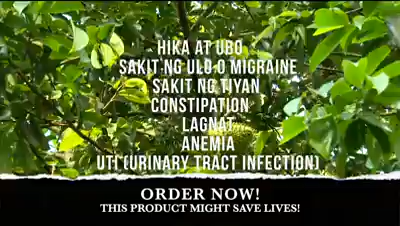 HIKA AT UBO
SAKIT NG ULO O MIGRAINE
SAKIT NG TIYAN
CONSTIPATION
LAGNAT
ANEMIA
UTI (URINARY TRACT INFECTION)
ORDER NOW!
THIS PRODUCT MIGHT SAVE LIVES!